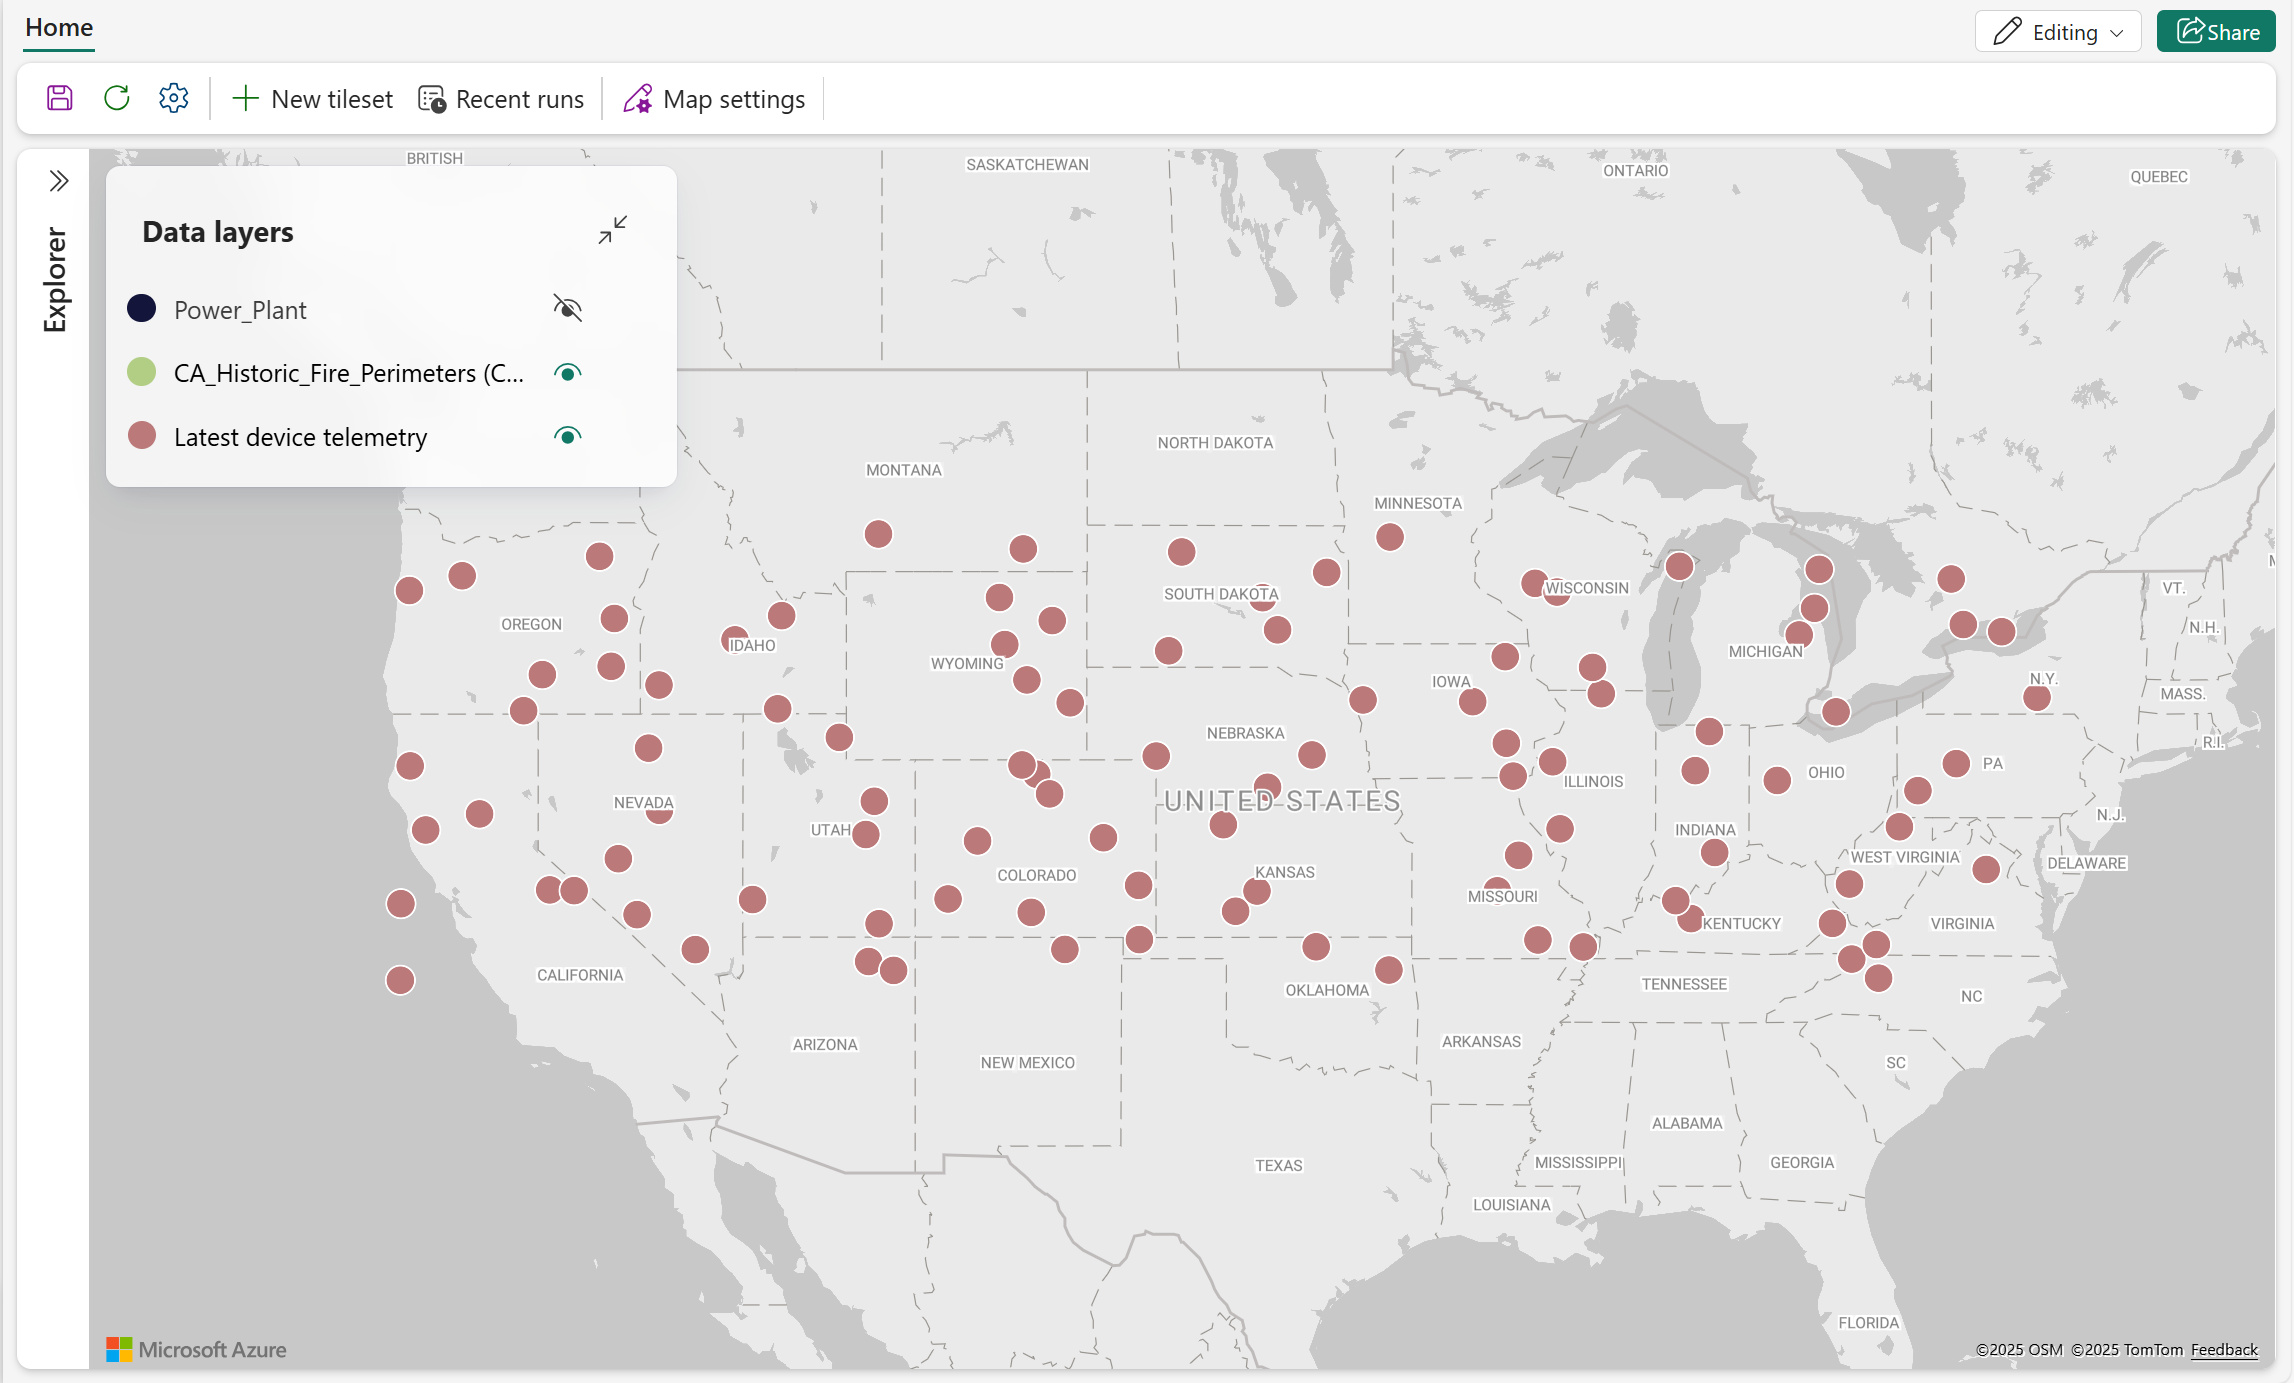 Home
Editing
Share
New tileset
Recent runs
Map settings
Explorer
Data layers
Power_Plant
CA_Historic_Fire_Perimeters (C...
Latest device telemetry
BRITISH
SASKATCHEWAN
ONTARIO
QUEBEC
NORTH DAKOTA
MONTANA
MINNESOTA
VT.
WISCONSIN
SOUTH DAKOTA
OREGON
N.H.
IDAHO
MICHIGAN
WYOMING
N.Y.
IOWA
MASS.
NEBRASKA
R.I.
PA
OHIO
ILLINOIS
UNITED STATES
NEVADA
N.J.
UTAH
INDIANA
WEST VIRGINIA
DELAWARE
KANSAS
COLORADO
MISSOURI
KENTUCKY
VIRGINIA
CALIFORNIA
TENNESSEE
OKLAHOMA
NC
ARKANSAS
ARIZONA
NEW MEXICO
SC
ALABAMA
MISSISSIPPI
GEORGIA
TEXAS
LOUISIANA
FLORIDA
Microsoft Azure
©2025 OSM ©2025 TomTom Feedback